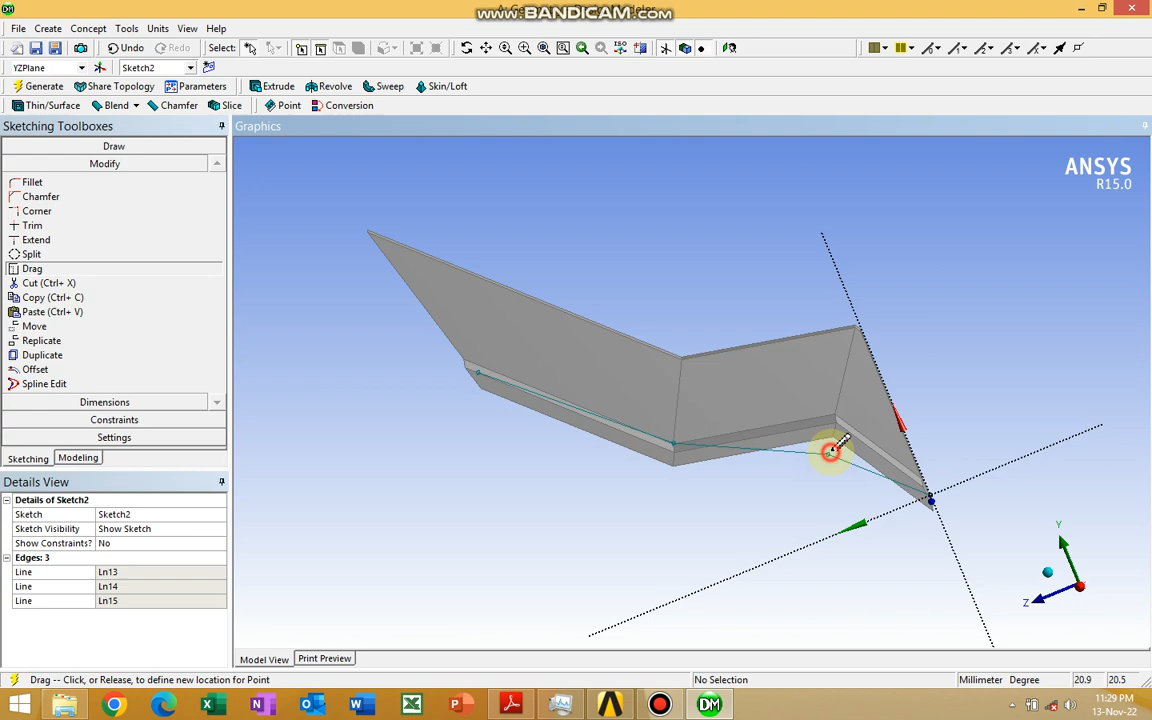 www.BANDICAM.com
File Create Concept Tools Units View Help
Undo Redo Select:
YZPlane Sketch2
Generate Share Topology Parameters Extrude Revolve Sweep Skin/Loft
Thin/Surface Blend Chamfer Slice Point Conversion
Sketching Toolboxes Graphics
Draw
Modify
ANSYS
R15.0
Fillet
Chamfer
Corner
Trim
Extend
Split
Drag
Cut (Ctrl+ X)
Copy (Ctrl+ C)
Paste (Ctrl+ V)
Move
Replicate
Duplicate
Offset
Spline Edit
Dimensions
Constraints
Settings
Sketching Modeling
Details View
Details of Sketch2
Sketch Sketch2
Sketch Visibility Show Sketch
Show Constraints? No
Edges: 3
Line Ln13
Line Ln14
Line Ln15
Y
Z
Model View Print Preview
Drag -- Click, or Release, to define new location for Point No Selection Millimeter Degree 20.9 20.5
11:29 PM
13-Nov-22